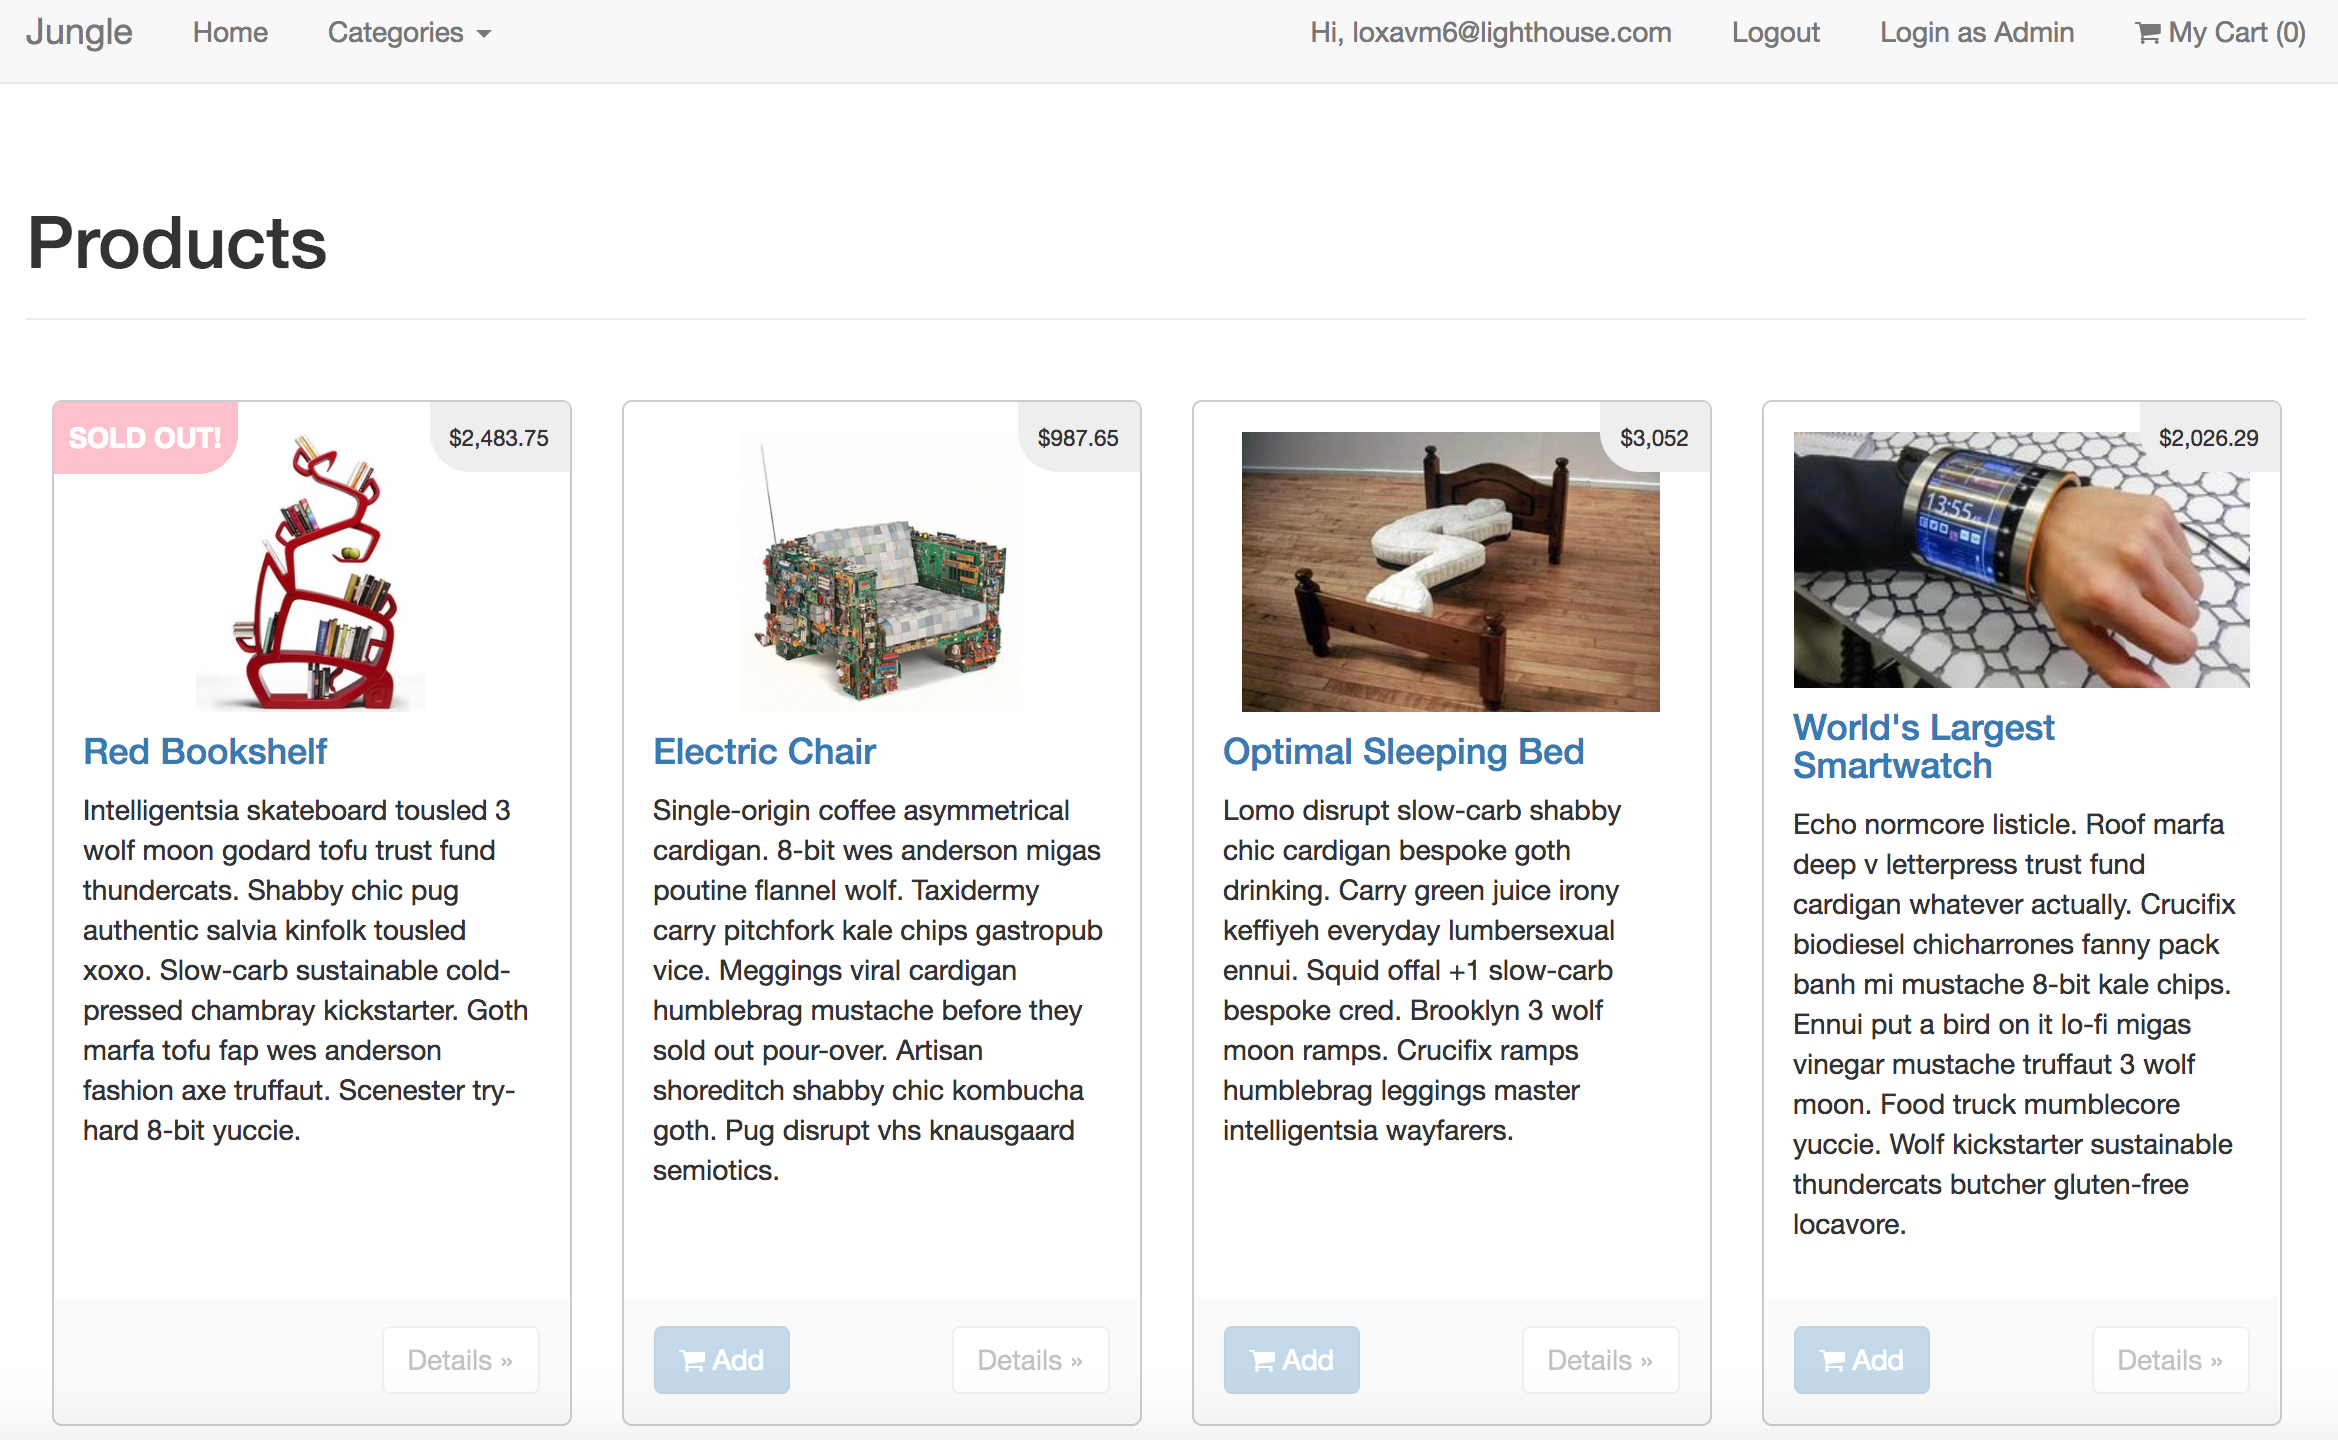 Jungle Home Categories Hi, loxavm6@lighthouse.com Logout Login as Admin My Cart (0)
Products
SOLD OUT!
$2,483.75
Red Bookshelf
Intelligentsia skateboard tousled 3
wolf moon godard tofu trust fund
thundercats. Shabby chic pug
authentic salvia kinfolk tousled
xoxo. Slow-carb sustainable cold-
pressed chambray kickstarter. Goth
marfa tofu fap wes anderson
fashion axe truffaut. Scenester try-
hard 8-bit yuccie.
Details »
$987.65
Electric Chair
Single-origin coffee asymmetrical
cardigan. 8-bit wes anderson migas
poutine flannel wolf. Taxidermy
carry pitchfork kale chips gastropub
vice. Meggings viral cardigan
humblebrag mustache before they
sold out pour-over. Artisan
shoreditch shabby chic kombucha
goth. Pug disrupt vhs knausgaard
semiotics.
Add Details »
$3,052
Optimal Sleeping Bed
Lomo disrupt slow-carb shabby
chic cardigan bespoke goth
drinking. Carry green juice irony
keffiyeh everyday lumbersexual
ennui. Squid offal +1 slow-carb
bespoke cred. Brooklyn 3 wolf
moon ramps. Crucifix ramps
humblebrag leggings master
intelligentsia wayfarers.
Add Details »
$2,026.29
13:55
World's Largest
Smartwatch
Echo normcore listicle. Roof marfa
deep v letterpress trust fund
cardigan whatever actually. Crucifix
biodiesel chicharrones fanny pack
banh mi mustache 8-bit kale chips.
Ennui put a bird on it lo-fi migas
vinegar mustache truffaut 3 wolf
moon. Food truck mumblecore
yuccie. Wolf kickstarter sustainable
thundercats butcher gluten-free
locavore.
Add Details »